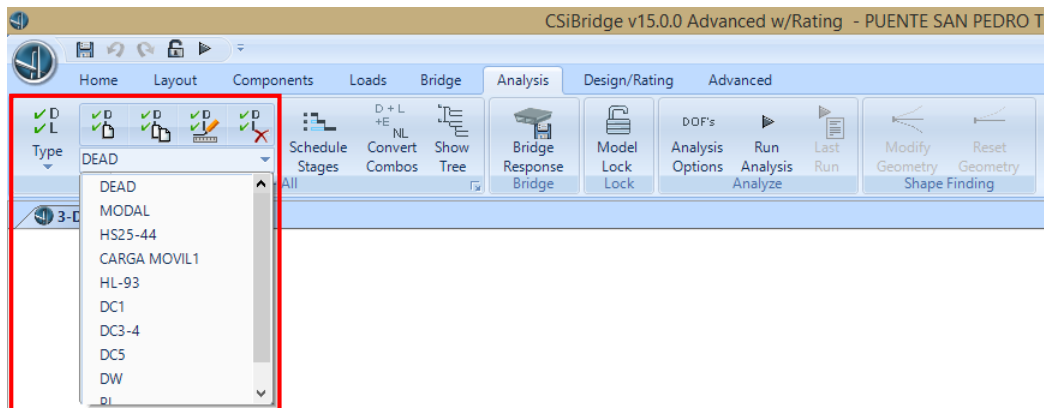 CSiBridge v15.0.0 Advanced w/Rating - PUENTE SAN PEDRO T
Home Layout Components Loads Bridge Analysis Design/Rating Advanced
Type
DEAD
Schedule Stages
D + L +E NL
Convert Combos
Show Tree
All
Bridge Response
Bridge
Model Lock
Lock
DOF's
Analysis Options
Run Analysis
Last Run
Analyze
Modify Geometry
Reset Geometry
Shape Finding
3-D
DEAD
MODAL
HS25-44
CARGA MOVIL1
HL-93
DC1
DC3-4
DC5
DW